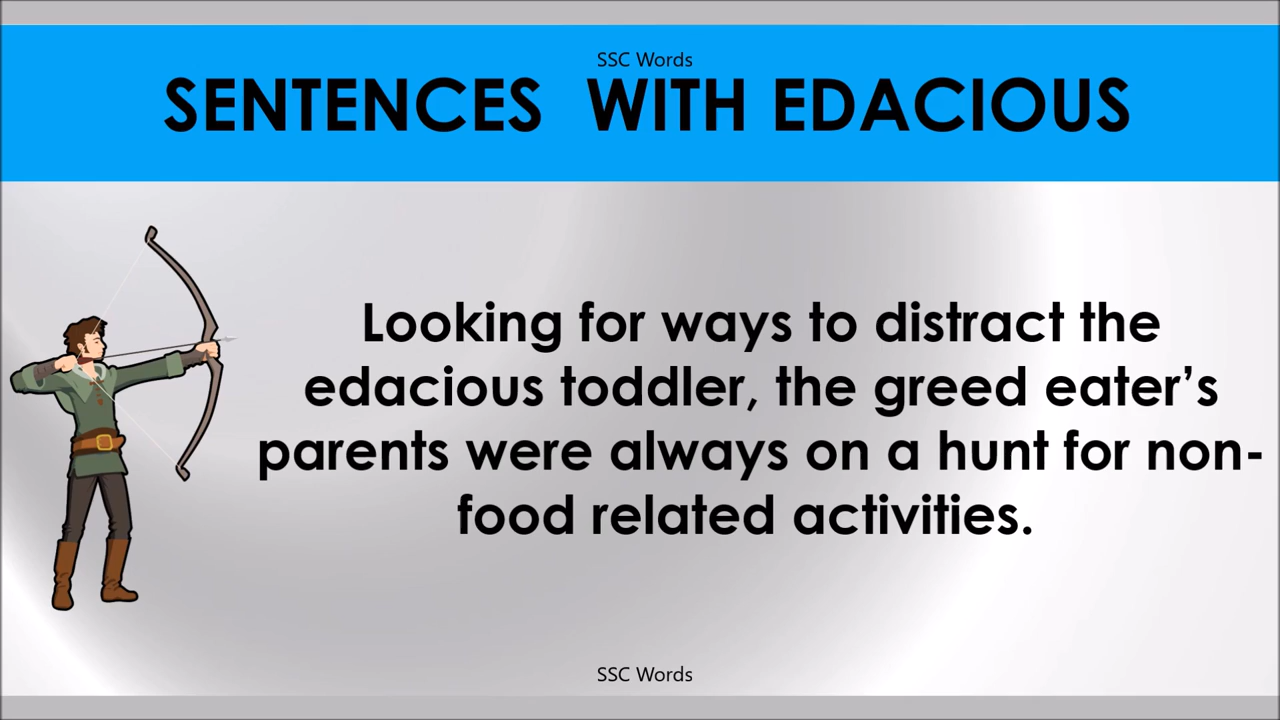 SSC Words
SENTENCES WITH EDACIOUS
Looking for ways to distract the
edacious toddler, the greed eater’s
parents were always on a hunt for non-
food related activities.
SSC Words